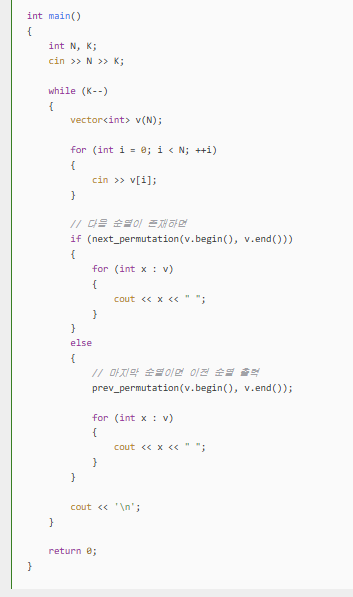 int main()
{
    int N, K;
    cin >> N >> K;

    while (K--)
    {
        vector<int> v(N);

        for (int i = 0; i < N; ++i)
        {
            cin >> v[i];
        }

        // 다음 순열이 존재하면
        if (next_permutation(v.begin(), v.end()))
        {
            for (int x : v)
            {
                cout << x << " ";
            }
        }
        else
        {
            // 마지막 순열이면 이전 순열 출력
            prev_permutation(v.begin(), v.end());

            for (int x : v)
            {
                cout << x << " ";
            }
        }

        cout << '\n';
    }

    return 0;
}